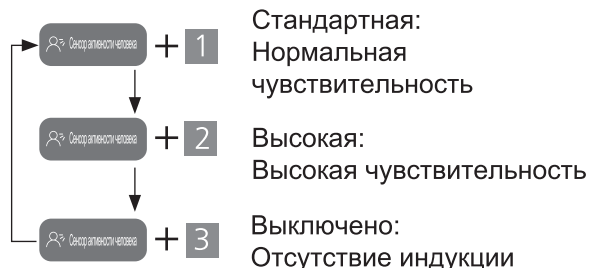 Сенсор активности человека + 1
Стандартная:
Нормальная
чувствительность
Сенсор активности человека + 2
Высокая:
Высокая чувствительность
Сенсор активности человека + 3
Выключено:
Отсутствие индукции